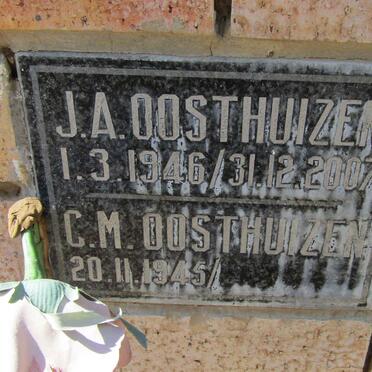 J.A. OOSTHUIZEN
1.3.1946/31.12.2007
C.M. OOSTHUIZEN
20.11.1945/